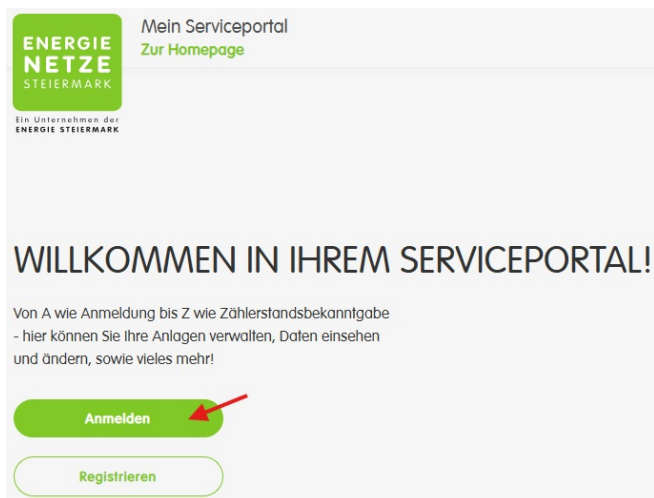 ENERGIE
NETZE
STEIERMARK
Ein Unternehmen der
ENERGIE STEIERMARK
Mein Serviceportal
Zur Homepage
WILLKOMMEN IN IHREM SERVICEPORTAL!
Von A wie Anmeldung bis Z wie Zählerstandsbekanntgabe
- hier können Sie Ihre Anlagen verwalten, Daten einsehen
und ändern, sowie vieles mehr!
Anmelden
Registrieren